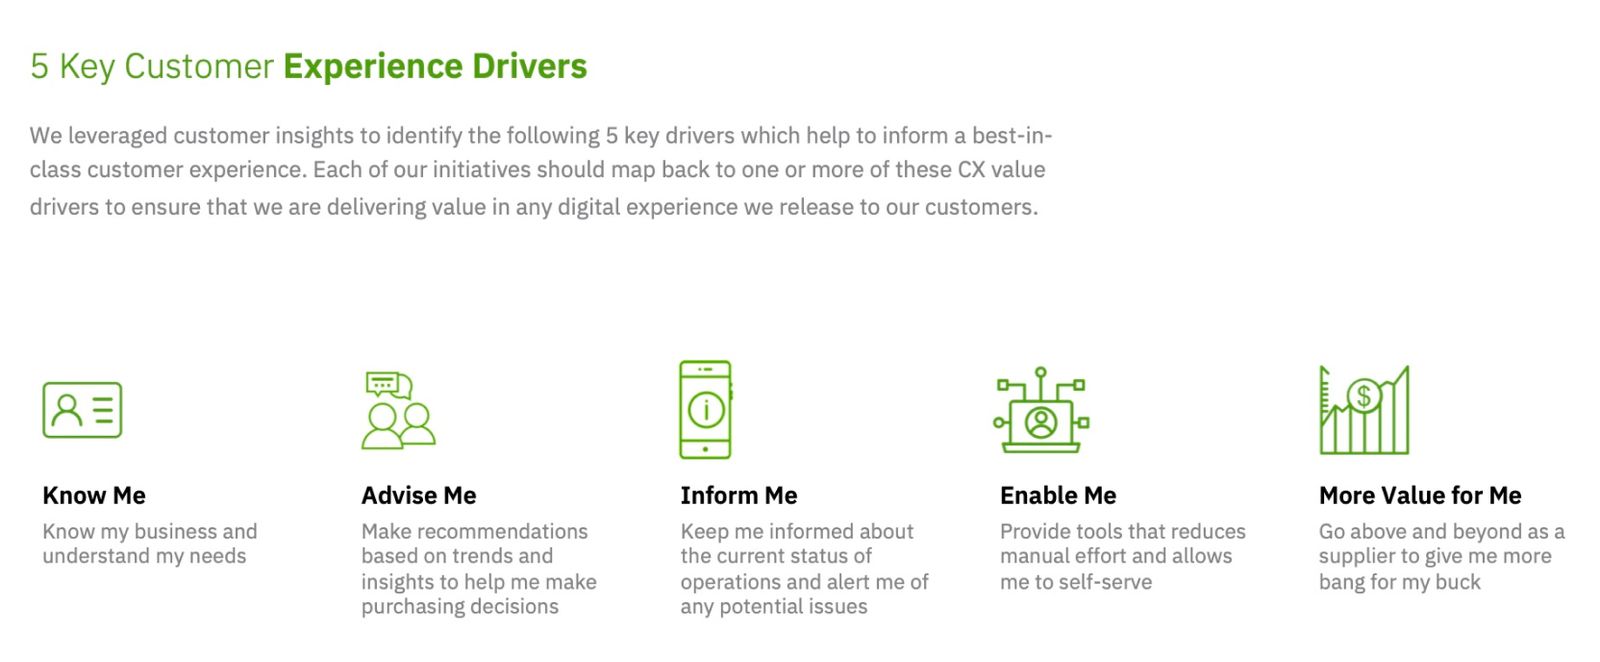 5 Key Customer Experience Drivers
We leveraged customer insights to identify the following 5 key drivers which help to inform a best-in-
class customer experience. Each of our initiatives should map back to one or more of these CX value
drivers to ensure that we are delivering value in any digital experience we release to our customers.
i
$
Know Me
Know my business and
understand my needs
Advise Me
Make recommendations
based on trends and
insights to help me make
purchasing decisions
Inform Me
Keep me informed about
the current status of
operations and alert me of
any potential issues
Enable Me
Provide tools that reduces
manual effort and allows
me to self-serve
More Value for Me
Go above and beyond as a
supplier to give me more
bang for my buck